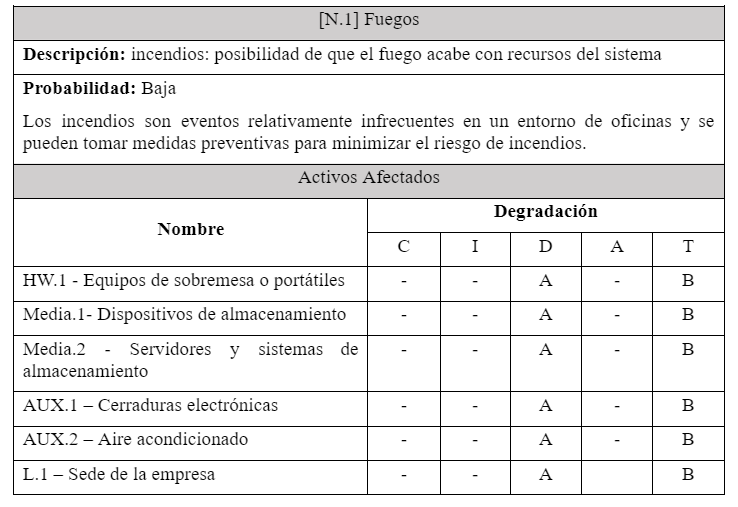 [N.1] Fuegos
Descripción: incendios: posibilidad de que el fuego acabe con recursos del sistema
Probabilidad: Baja
Los incendios son eventos relativamente infrecuentes en un entorno de oficinas y se
pueden tomar medidas preventivas para minimizar el riesgo de incendios.
Activos Afectados
Nombre Degradación
C I D A T
HW.1 - Equipos de sobremesa o portátiles - - A - B
Media.1- Dispositivos de almacenamiento - - A - B
Media.2 - Servidores y sistemas de
almacenamiento - - A - B
AUX.1 – Cerraduras electrónicas - - A - B
AUX.2 – Aire acondicionado - - A - B
L.1 – Sede de la empresa - - A B